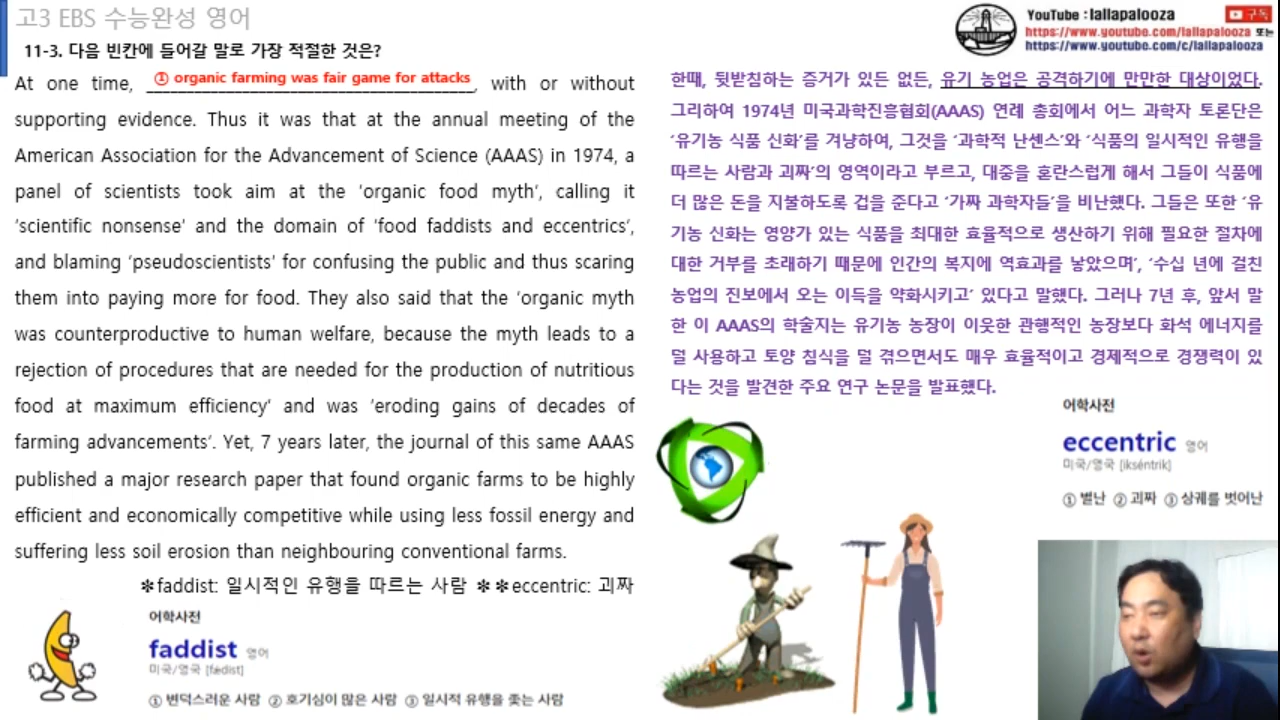 고3 EBS 수능완성 영어
YouTube : lallapalooza
구독
https://www.youtube.com/lallapalooza 또는
https://www.youtube.com/c/lallapalooza
11-3. 다음 빈칸에 들어갈 말로 가장 적절한 것은?
At one time, ① organic farming was fair game for attacks, with or without
supporting evidence. Thus it was that at the annual meeting of the
American Association for the Advancement of Science (AAAS) in 1974, a
panel of scientists took aim at the ‘organic food myth’, calling it
‘scientific nonsense’ and the domain of ‘food faddists and eccentrics’,
and blaming ‘pseudoscientists’ for confusing the public and thus scaring
them into paying more for food. They also said that the ‘organic myth
was counterproductive to human welfare, because the myth leads to a
rejection of procedures that are needed for the production of nutritious
food at maximum efficiency’ and was ‘eroding gains of decades of
farming advancements’. Yet, 7 years later, the journal of this same AAAS
published a major research paper that found organic farms to be highly
efficient and economically competitive while using less fossil energy and
suffering less soil erosion than neighbouring conventional farms.
✻faddist: 일시적인 유행을 따르는 사람 ✻✻eccentric: 괴짜
어학사전
faddist 영어
미국/영국 [fǽdist]
① 변덕스러운 사람 ② 호기심이 많은 사람 ③ 일시적 유행을 좇는 사람
한때, 뒷받침하는 증거가 있든 없든, 유기 농업은 공격하기에 만만한 대상이었다.
그리하여 1974년 미국과학진흥협회(AAAS) 연례 총회에서 어느 과학자 토론단은
‘유기농 식품 신화’를 겨냥하여, 그것을 ‘과학적 난센스’와 ‘식품의 일시적인 유행을
따르는 사람과 괴짜’의 영역이라고 부르고, 대중을 혼란스럽게 해서 그들이 식품에
더 많은 돈을 지불하도록 겁을 준다고 ‘가짜 과학자들’을 비난했다. 그들은 또한 ‘유
기농 신화는 영양가 있는 식품을 최대한 효율적으로 생산하기 위해 필요한 절차에
대한 거부를 초래하기 때문에 인간의 복지에 역효과를 낳았으며’, ‘수십 년에 걸친
농업의 진보에서 오는 이득을 약화시키고’ 있다고 말했다. 그러나 7년 후, 앞서 말
한 이 AAAS의 학술지는 유기농 농장이 이웃한 관행적인 농장보다 화석 에너지를
덜 사용하고 토양 침식을 덜 겪으면서도 매우 효율적이고 경제적으로 경쟁력이 있
다는 것을 발견한 주요 연구 논문을 발표했다.
어학사전
eccentric 영어
미국/영국 [ikséntrik]
① 별난 ② 괴짜 ③ 상궤를 벗어난